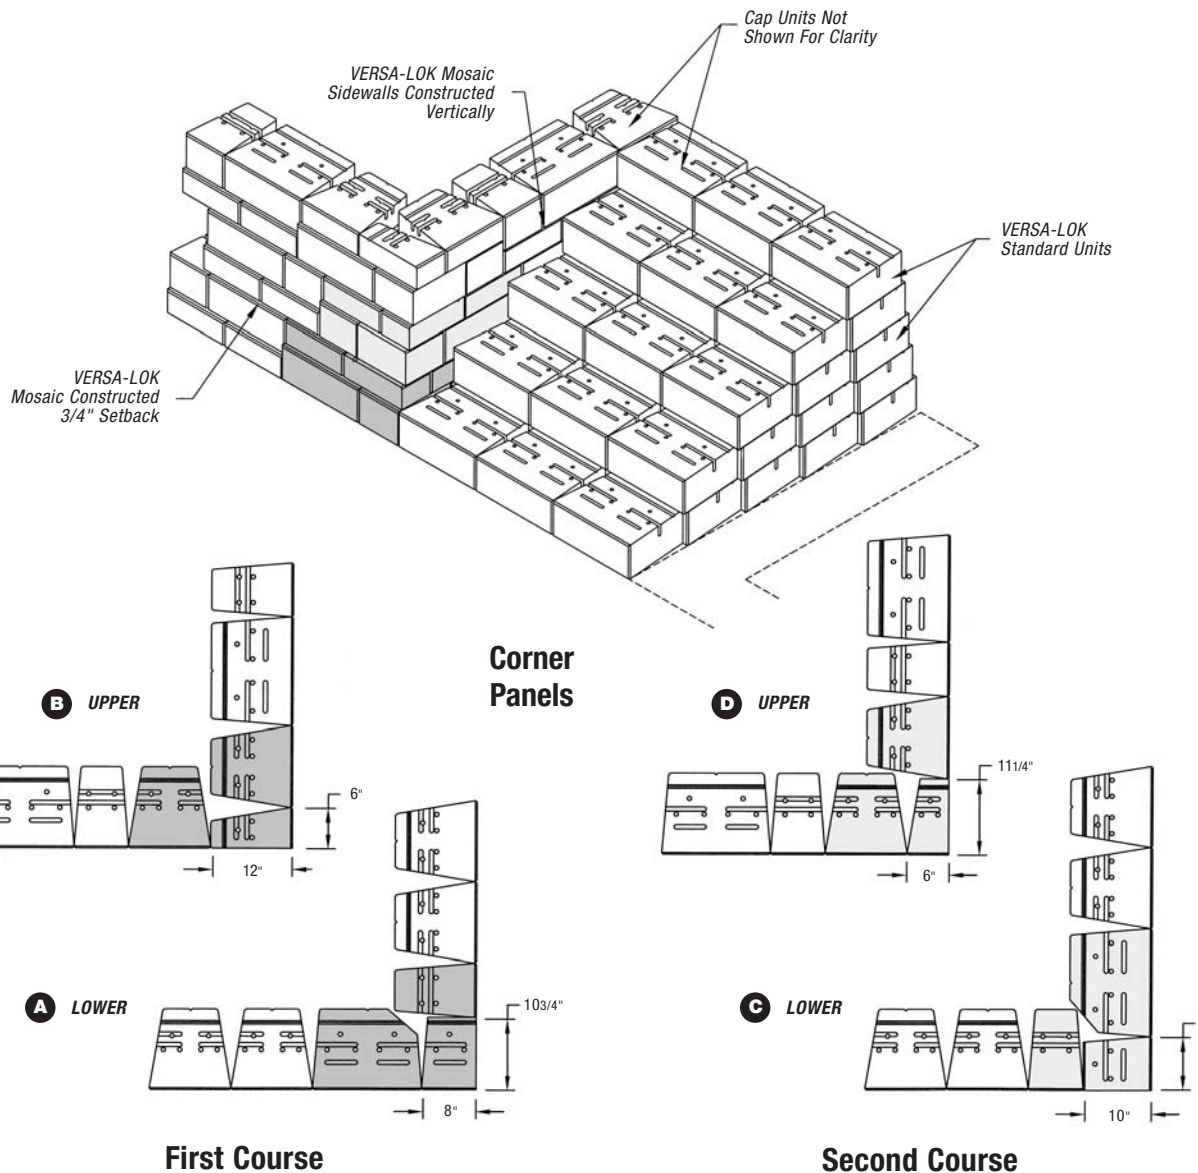 Cap Units Not
Shown For Clarity
VERSA-LOK Mosaic
Sidewalls Constructed
Vertically
VERSA-LOK
Standard Units
VERSA-LOK
Mosaic Constructed
3/4" Setback
Corner
Panels
B UPPER
6"
12"
D UPPER
11 1/4"
6"
A LOWER
10 3/4"
8"
C LOWER
10"
First Course
Second Course